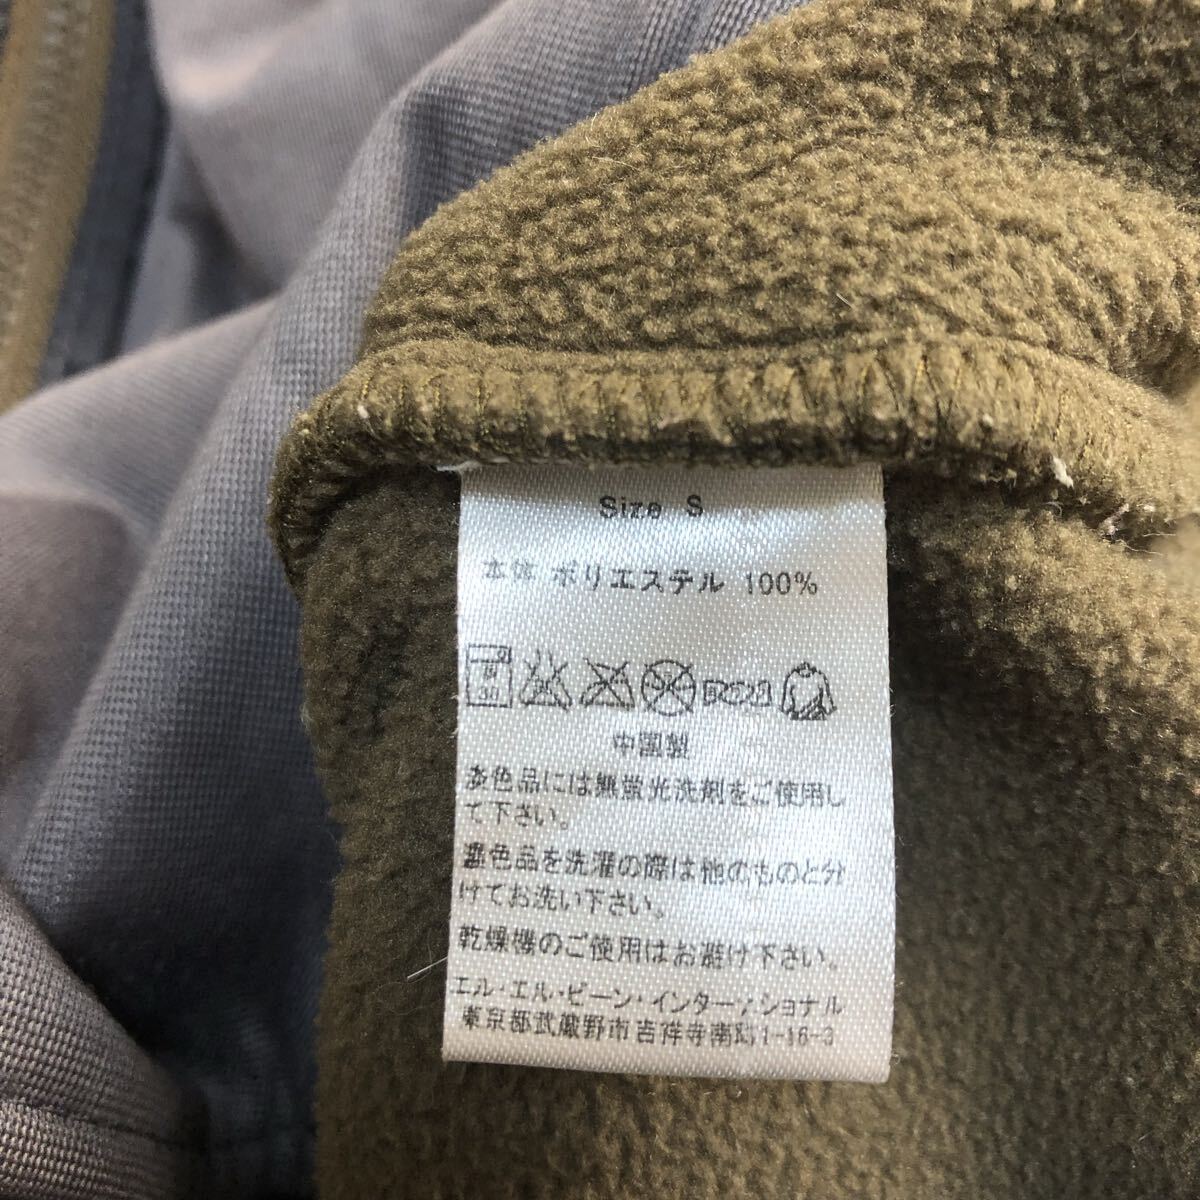 Size S
本体 ポリエステル 100%
30
中国製
多色品には無蛍光洗剤をご使用し
て下さい。
濃色品を洗濯の際は他のものと分
けてお洗い下さい。
乾燥機のご使用はお避け下さい。
エル・エル・ビーン・インターナショナル
東京都武蔵野市吉祥寺南町1-16-3